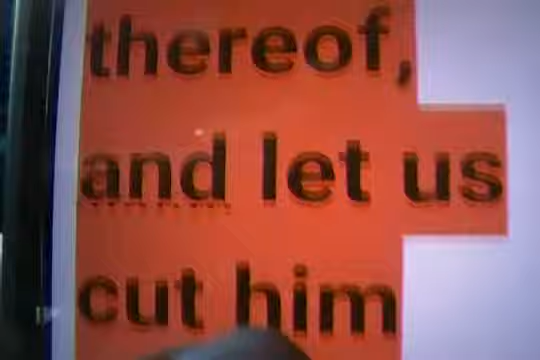 thereof,
and let us
cut him